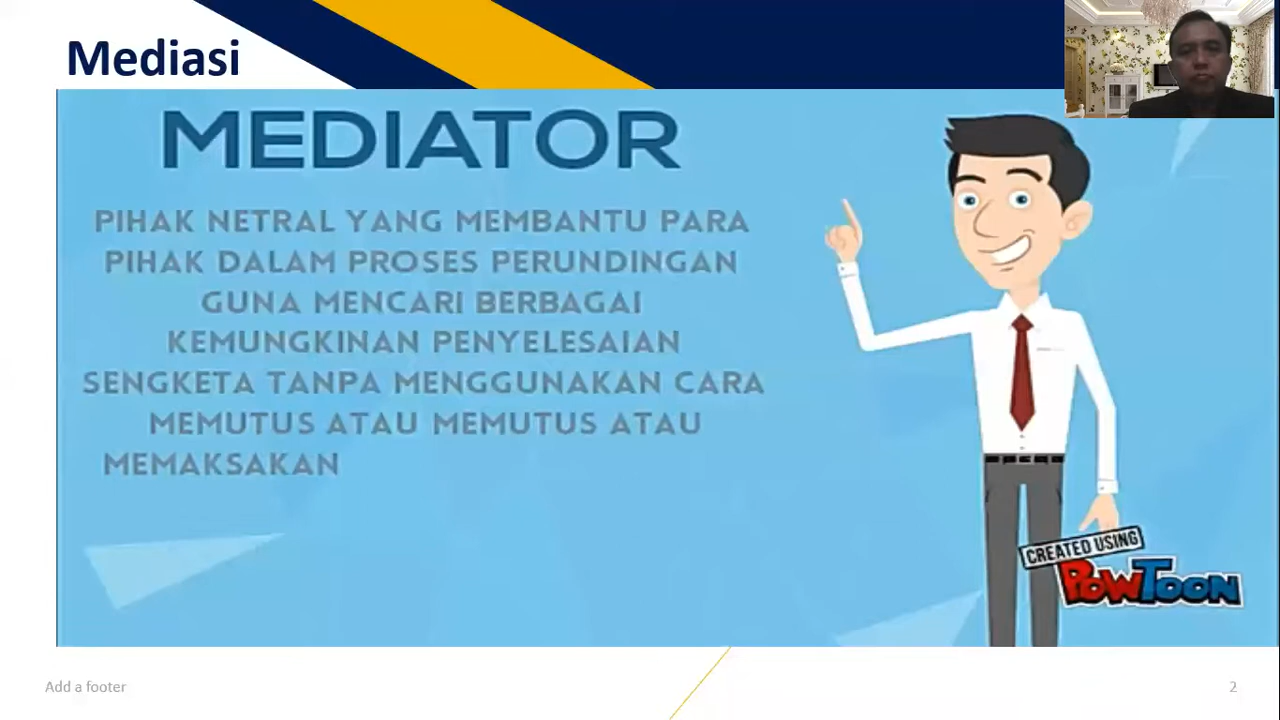 Mediasi
MEDIATOR
PIHAK NETRAL YANG MEMBANTU PARA
PIHAK DALAM PROSES PERUNDINGAN
GUNA MENCARI BERBAGAI
KEMUNGKINAN PENYELESAIAN
SENGKETA TANPA MENGGUNAKAN CARA
MEMUTUS ATAU MEMUTUS ATAU
MEMAKSAKAN
CREATED USING
POWTOON
Add a footer
2